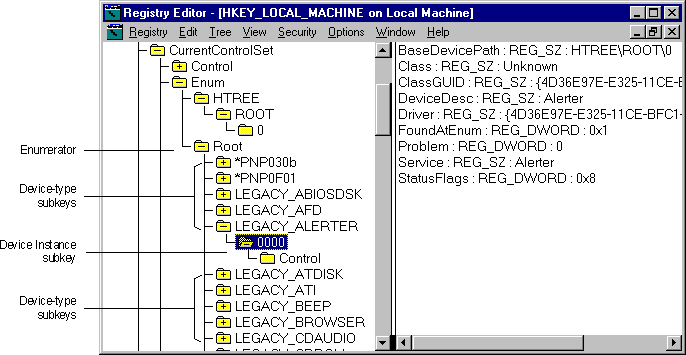 Registry Editor - [HKEY_LOCAL_MACHINE on Local Machine]
Registry Edit Tree View Security Options Window Help
CurrentControlSet
Control
Enum
HTREE
ROOT
0
Root
*PNP030b
*PNP0F01
LEGACY_ABIOSDSK
LEGACY_AFD
LEGACY_ALERTER
0000
Control
LEGACY_ATDISK
LEGACY_ATI
LEGACY_BEEP
LEGACY_BROWSER
LEGACY_CDAUDIO
BaseDevicePath : REG_SZ : HTREE\ROOT\0
Class : REG_SZ : Unknown
ClassGUID : REG_SZ : {4D36E97E-E325-11CE-B
DeviceDesc : REG_SZ : Alerter
Driver : REG_SZ : {4D36E97E-E325-11CE-BFC1-
FoundAtEnum : REG_DWORD : 0x1
Problem : REG_DWORD : 0
Service : REG_SZ : Alerter
StatusFlags : REG_DWORD : 0x8
Enumerator
Device-type
subkeys
Device Instance
subkey
Device-type
subkeys